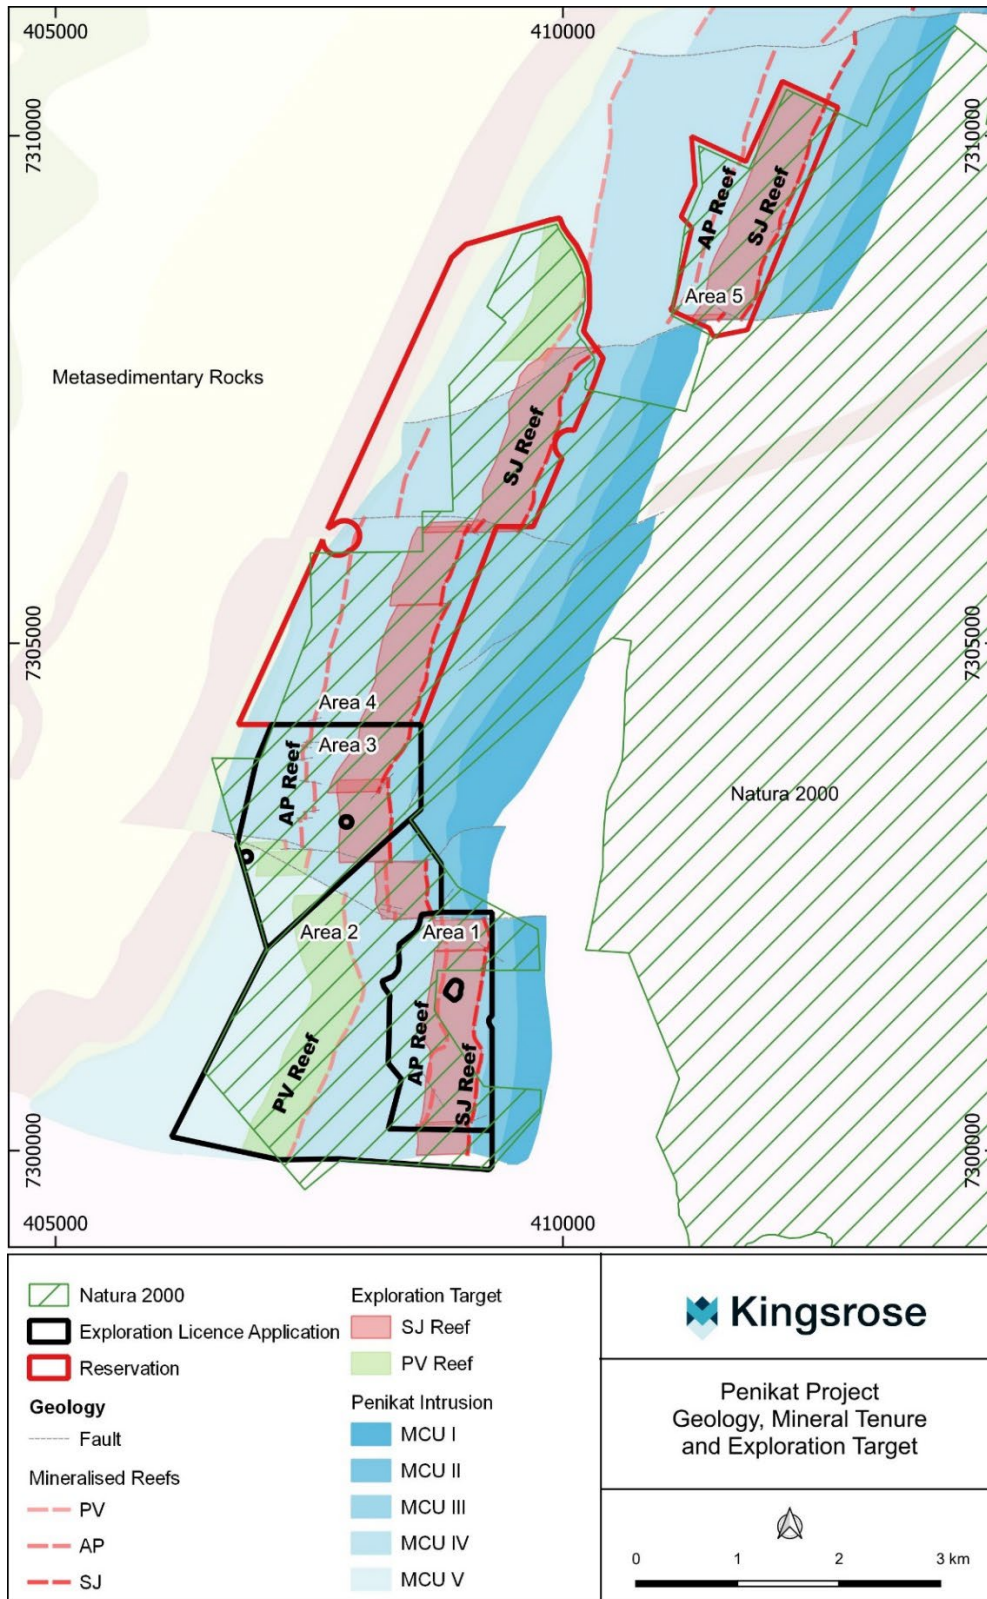 405000
410000
7310000
7310000
AP Reef
SJ Reef
Area 5
Metasedimentary Rocks
SJ Reef
7305000
7305000
Area 4
Area 3
AP Reef
Natura 2000
Area 2
Area 1
PV Reef
AP Reef
SJ Reef
7300000
7300000
405000
410000
Natura 2000
Exploration Licence Application
Reservation
Geology
Fault
Mineralised Reefs
PV
AP
SJ
Exploration Target
SJ Reef
PV Reef
Penikat Intrusion
MCU I
MCU II
MCU III
MCU IV
MCU V
Kingsrose
Penikat Project
Geology, Mineral Tenure
and Exploration Target
0 1 2 3 km